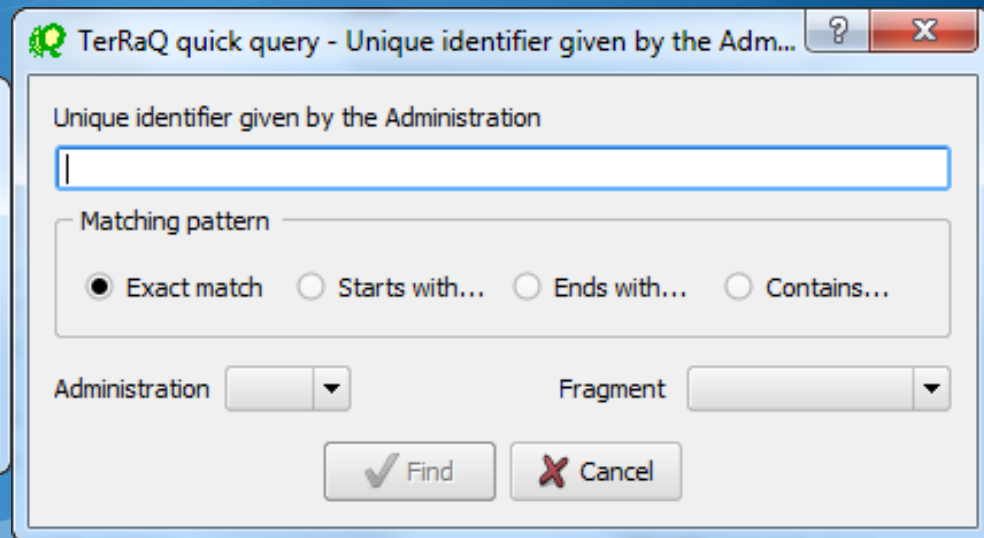 TerRaQ quick query - Unique identifier given by the Adm...
Unique identifier given by the Administration
Matching pattern
Exact match Starts with... Ends with... Contains...
Administration Fragment
Find Cancel